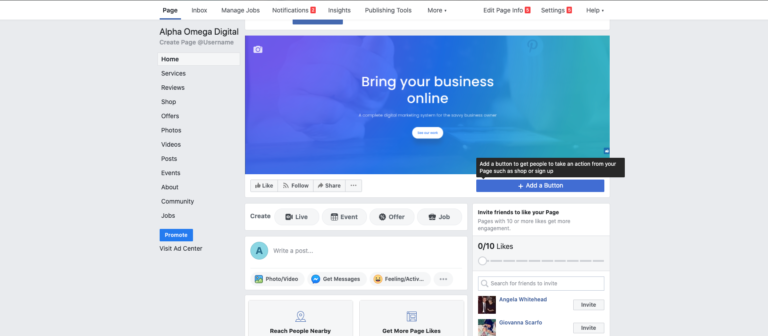 Page Inbox Manage Jobs Notifications 2 Insights Publishing Tools More Edit Page Info Settings Help
Alpha Omega Digital
Create Page @Username
Home
Services
Reviews
Shop
Offers
Photos
Videos
Posts
Events
About
Community
Jobs
Promote
Visit Ad Center
Bring your business
online
A complete digital marketing system for the savvy business owner
Add a button to get people to take an action from your
Page such as shop or sign up
Like Follow Share ...
+ Add a Button
Create Live Event Offer Job
A Write a post...
Photo/Video Get Messages Feeling/Activ... ...
Reach People Nearby
Get More Page Likes
Invite friends to like your Page
Pages with 10 or more likes get more
engagement.
0/10 Likes
Search for friends to invite
Angela Whitehead Invite
Giovanna Scarfo Invite